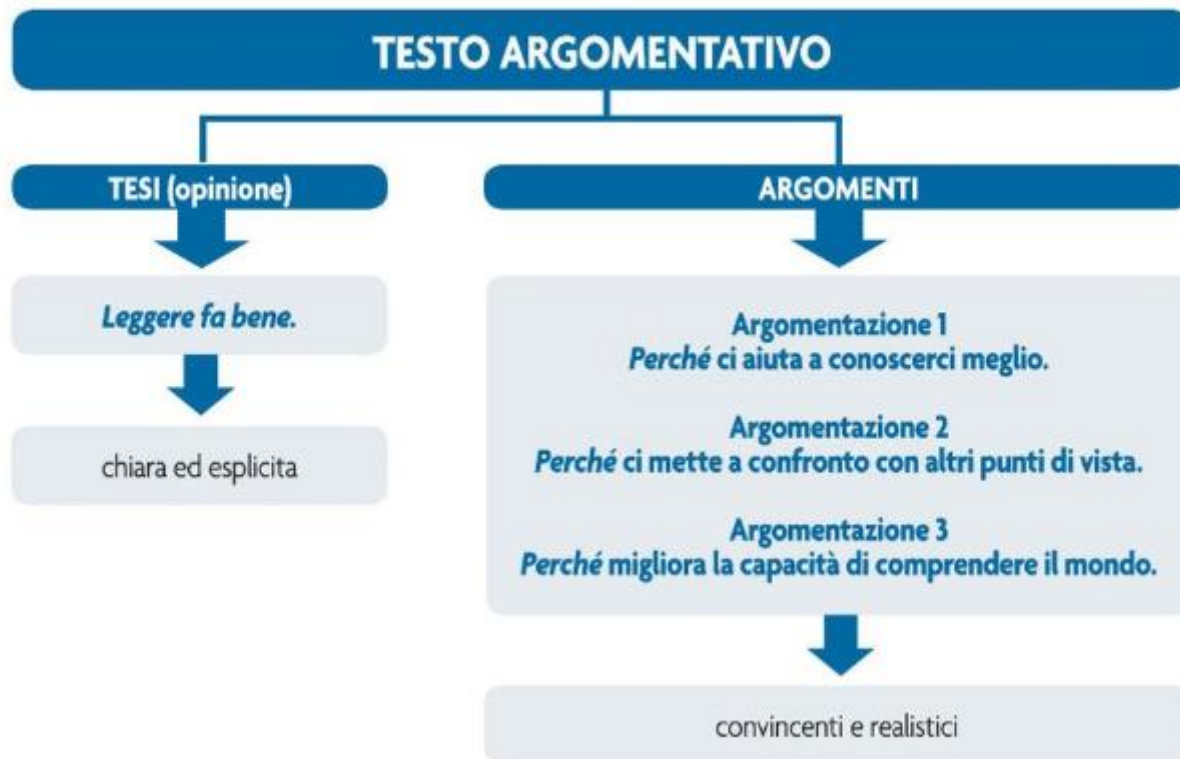 TESTO ARGOMENTATIVO
TESI (opinione)
Leggere fa bene.
chiara ed esplicita
ARGOMENTI
Argomentazione 1
Perché ci aiuta a conoscerci meglio.
Argomentazione 2
Perché ci mette a confronto con altri punti di vista.
Argomentazione 3
Perché migliora la capacità di comprendere il mondo.
convincenti e realistici